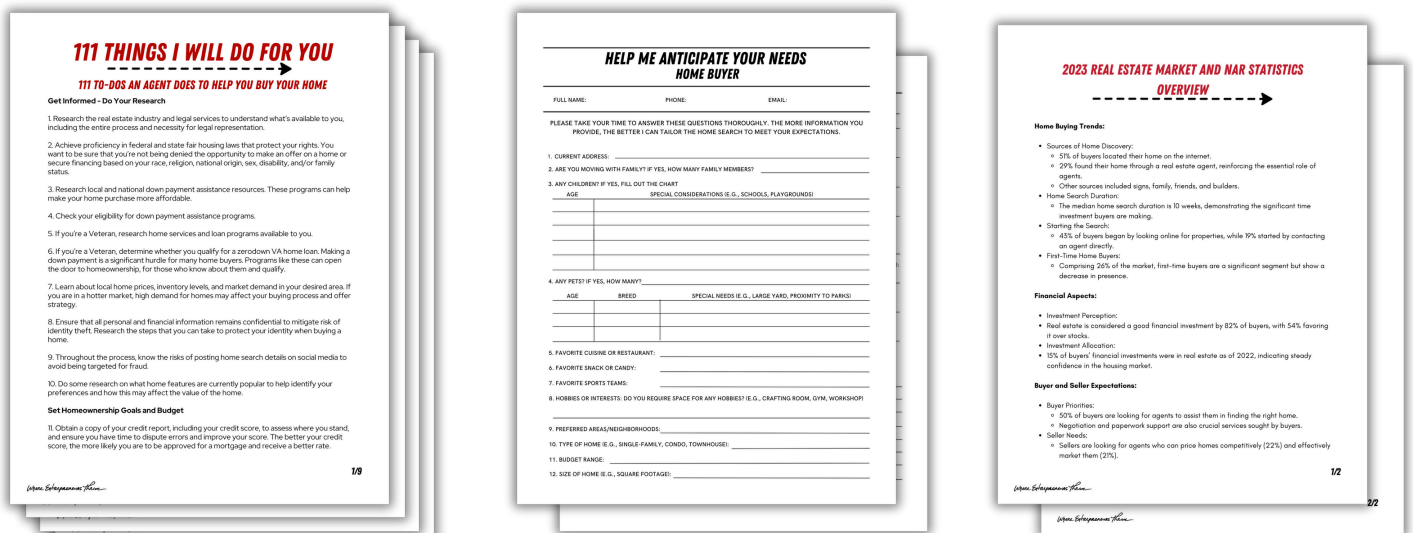 111 THINGS I WILL DO FOR YOU
111 TO-DOS AN AGENT DOES TO HELP YOU BUY YOUR HOME
Get Informed - Do Your Research
1. Research the real estate industry and legal services to understand what's available to you,
including the entire process and necessity for legal representation.
2. Achieve proficiency in federal and state fair housing laws that protect your rights. You
want to be sure that you're not being denied the opportunity to make an offer on a home or
secure financing based on your race, religion, national origin, sex, disability, and/or family
status.
3. Research local and national down payment assistance resources. These programs can help
make your home purchase more affordable.
4. Check your eligibility for down payment assistance programs.
5. If you're a Veteran, research home services and loan programs available to you.
6. If you're a Veteran, determine whether you qualify for a zerodown VA home loan. Making a
down payment is a significant hurdle for many home buyers. Programs like these can open
the door to homeownership, for those who know about them and qualify.
7. Learn about local home prices, inventory levels, and market demand in your desired area. If
you are in a hotter market, high demand for homes may affect your buying process and offer
strategy.
8. Ensure that all personal and financial information remains confidential to mitigate risk of
identity theft. Research the steps that you can take to protect your identity when buying a
home.
9. Throughout the process, know the risks of posting home search details on social media to
avoid being targeted for fraud.
10. Do some research on what home features are currently popular to help identify your
preferences and how this may affect the value of the home.
Set Homeownership Goals and Budget
11. Obtain a copy of your credit report, including your credit score, to assess where you stand,
and ensure you have time to dispute errors and improve your score. The better your credit
score, the more likely you are to be approved for a mortgage and receive a better rate.
1/9
Where Entrepreneurs Thrive
HELP ME ANTICIPATE YOUR NEEDS
HOME BUYER
FULL NAME: PHONE: EMAIL:
PLEASE TAKE YOUR TIME TO ANSWER THESE QUESTIONS THOROUGHLY. THE MORE INFORMATION YOU
PROVIDE, THE BETTER I CAN TAILOR THE HOME SEARCH TO MEET YOUR EXPECTATIONS.
1. CURRENT ADDRESS:
2. ARE YOU MOVING WITH FAMILY? IF YES, HOW MANY FAMILY MEMBERS?
3. ANY CHILDREN? IF YES, FILL OUT THE CHART
AGE SPECIAL CONSIDERATIONS (E.G., SCHOOLS, PLAYGROUNDS)
4. ANY PETS? IF YES, HOW MANY?
AGE BREED SPECIAL NEEDS (E.G., LARGE YARD, PROXIMITY TO PARKS)
5. FAVORITE CUISINE OR RESTAURANT:
6. FAVORITE SNACK OR CANDY:
7. FAVORITE SPORTS TEAMS:
8. HOBBIES OR INTERESTS: DO YOU REQUIRE SPACE FOR ANY HOBBIES? (E.G., CRAFTING ROOM, GYM, WORKSHOP)
9. PREFERRED AREAS/NEIGHBORHOODS:
10. TYPE OF HOME (E.G., SINGLE-FAMILY, CONDO, TOWNHOUSE):
11. BUDGET RANGE:
12. SIZE OF HOME (E.G., SQUARE FOOTAGE):
2023 REAL ESTATE MARKET AND NAR STATISTICS
OVERVIEW
Home Buying Trends:
• Sources of Home Discovery:
◦ 51% of buyers located their home on the internet.
◦ 29% found their home through a real estate agent, reinforcing the essential role of
agents.
◦ Other sources included signs, family, friends, and builders.
• Home Search Duration:
◦ The median home search duration is 10 weeks, demonstrating the significant time
investment buyers are making.
• Starting the Search:
◦ 43% of buyers began by looking online for properties, while 19% started by contacting
an agent directly.
• First-Time Home Buyers:
◦ Comprising 26% of the market, first-time buyers are a significant segment but show a
decrease in presence.
Financial Aspects:
• Investment Perception:
• Real estate is considered a good financial investment by 82% of buyers, with 54% favoring
it over stocks.
• Investment Allocation:
• 15% of buyers' financial investments were in real estate as of 2022, indicating steady
confidence in the housing market.
Buyer and Seller Expectations:
• Buyer Priorities:
◦ 50% of buyers are looking for agents to assist them in finding the right home.
◦ Negotiation and paperwork support are also crucial services sought by buyers.
• Seller Needs:
◦ Sellers are looking for agents who can price homes competitively (22%) and effectively
market them (21%).
1/2
Where Entrepreneurs Thrive
2/2
Where Entrepreneurs Thrive